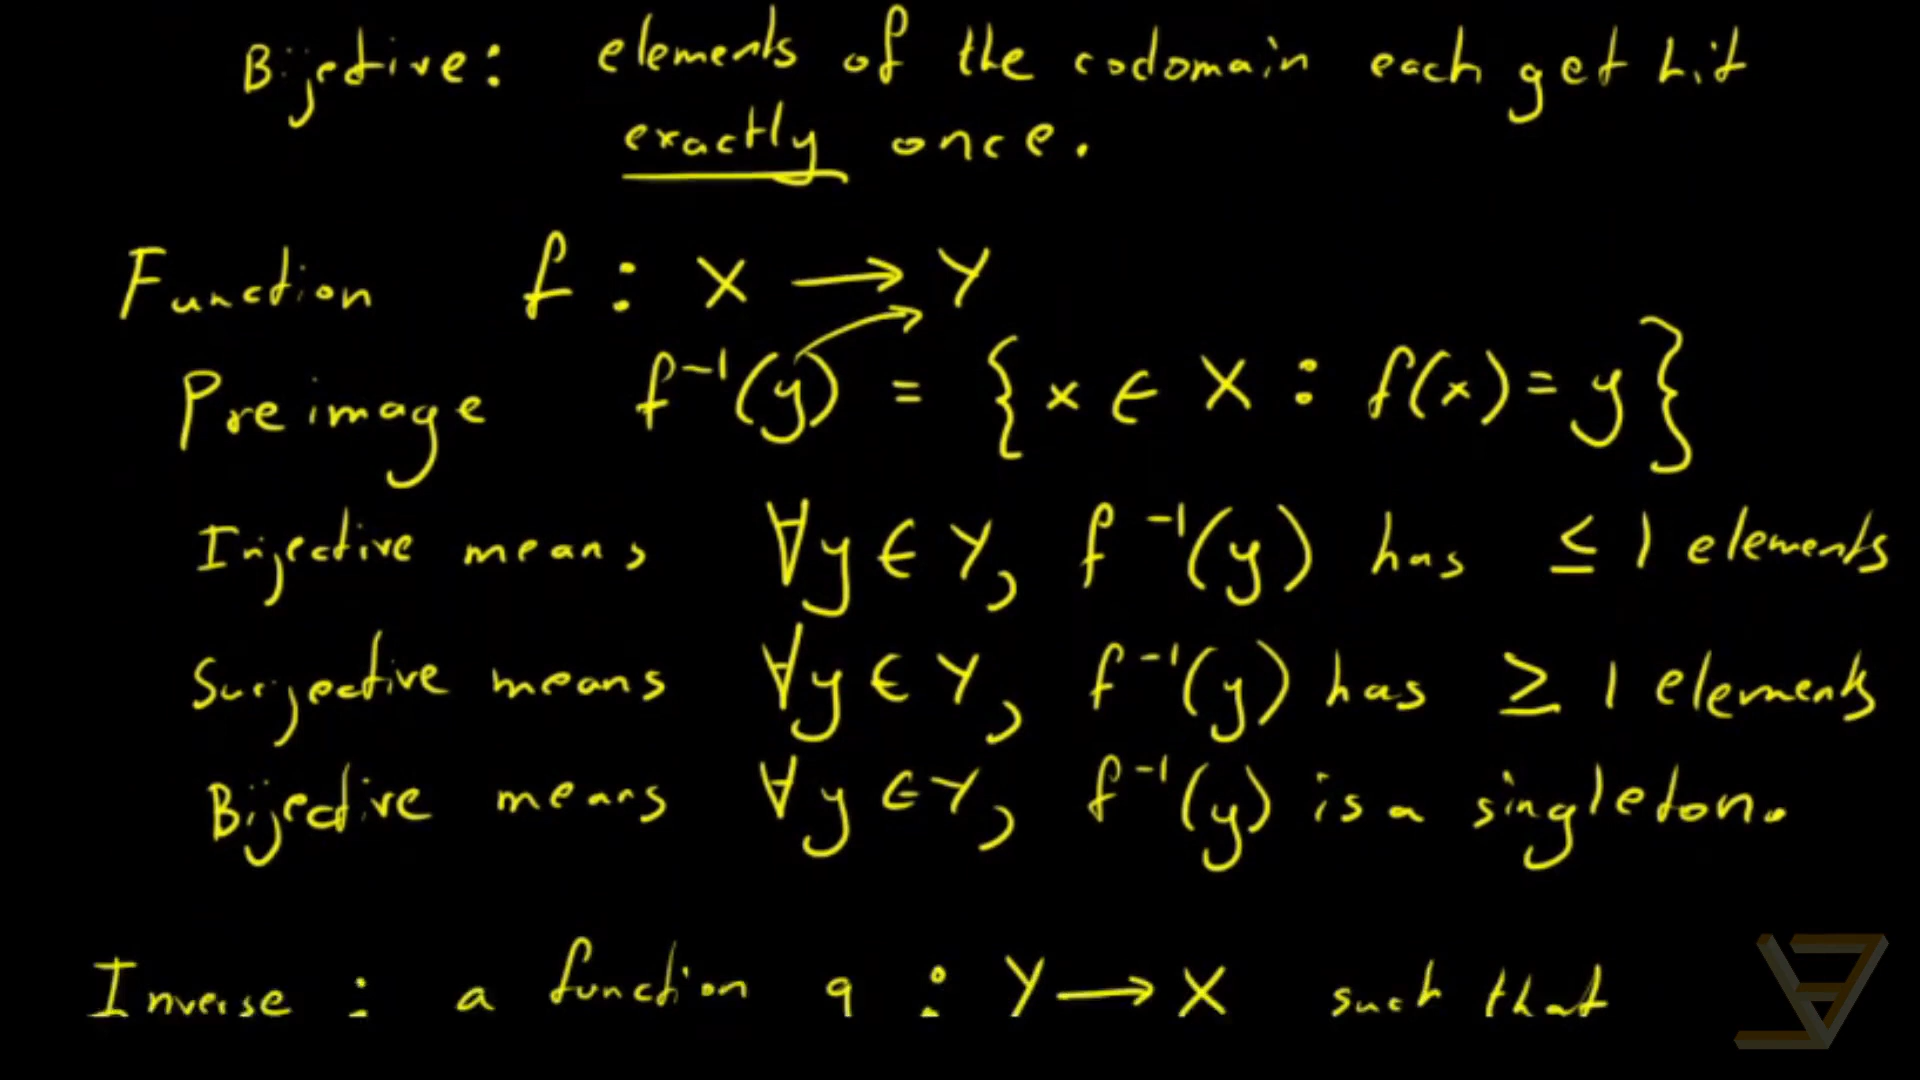 Bijective: elements of the codomain each get hit
exactly once.
Function f : X → Y
Preimage f⁻¹(y) = {x ∈ X : f(x) = y}
Injective means ∀y ∈ Y, f⁻¹(y) has ≤ 1 elements
Surjective means ∀y ∈ Y, f⁻¹(y) has ≥ 1 elements
Bijective means ∀y ∈ Y, f⁻¹(y) is a singleton.
Inverse : a function g : Y → X such that